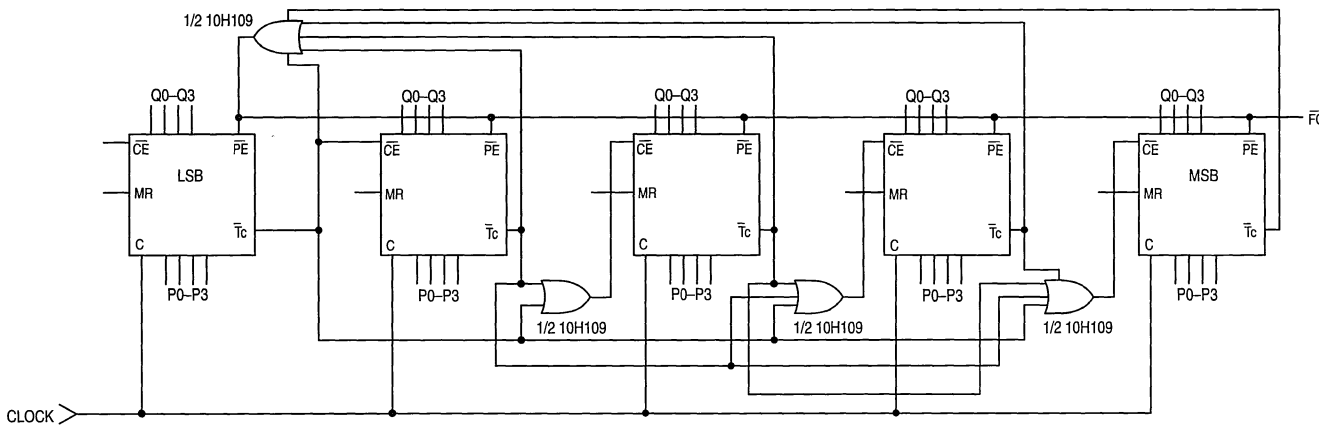 1/2 10H109
Q0–Q3
Q0–Q3
Q0–Q3
Q0–Q3
Q0–Q3
CE PE
CE PE
CE PE
CE PE
CE PE
LSB
MSB
MR
MR
MR
MR
MR
C Tc
C Tc
C Tc
C Tc
C Tc
P0–P3
P0–P3
P0–P3
P0–P3
P0–P3
1/2 10H109
1/2 10H109
1/2 10H109
CLOCK